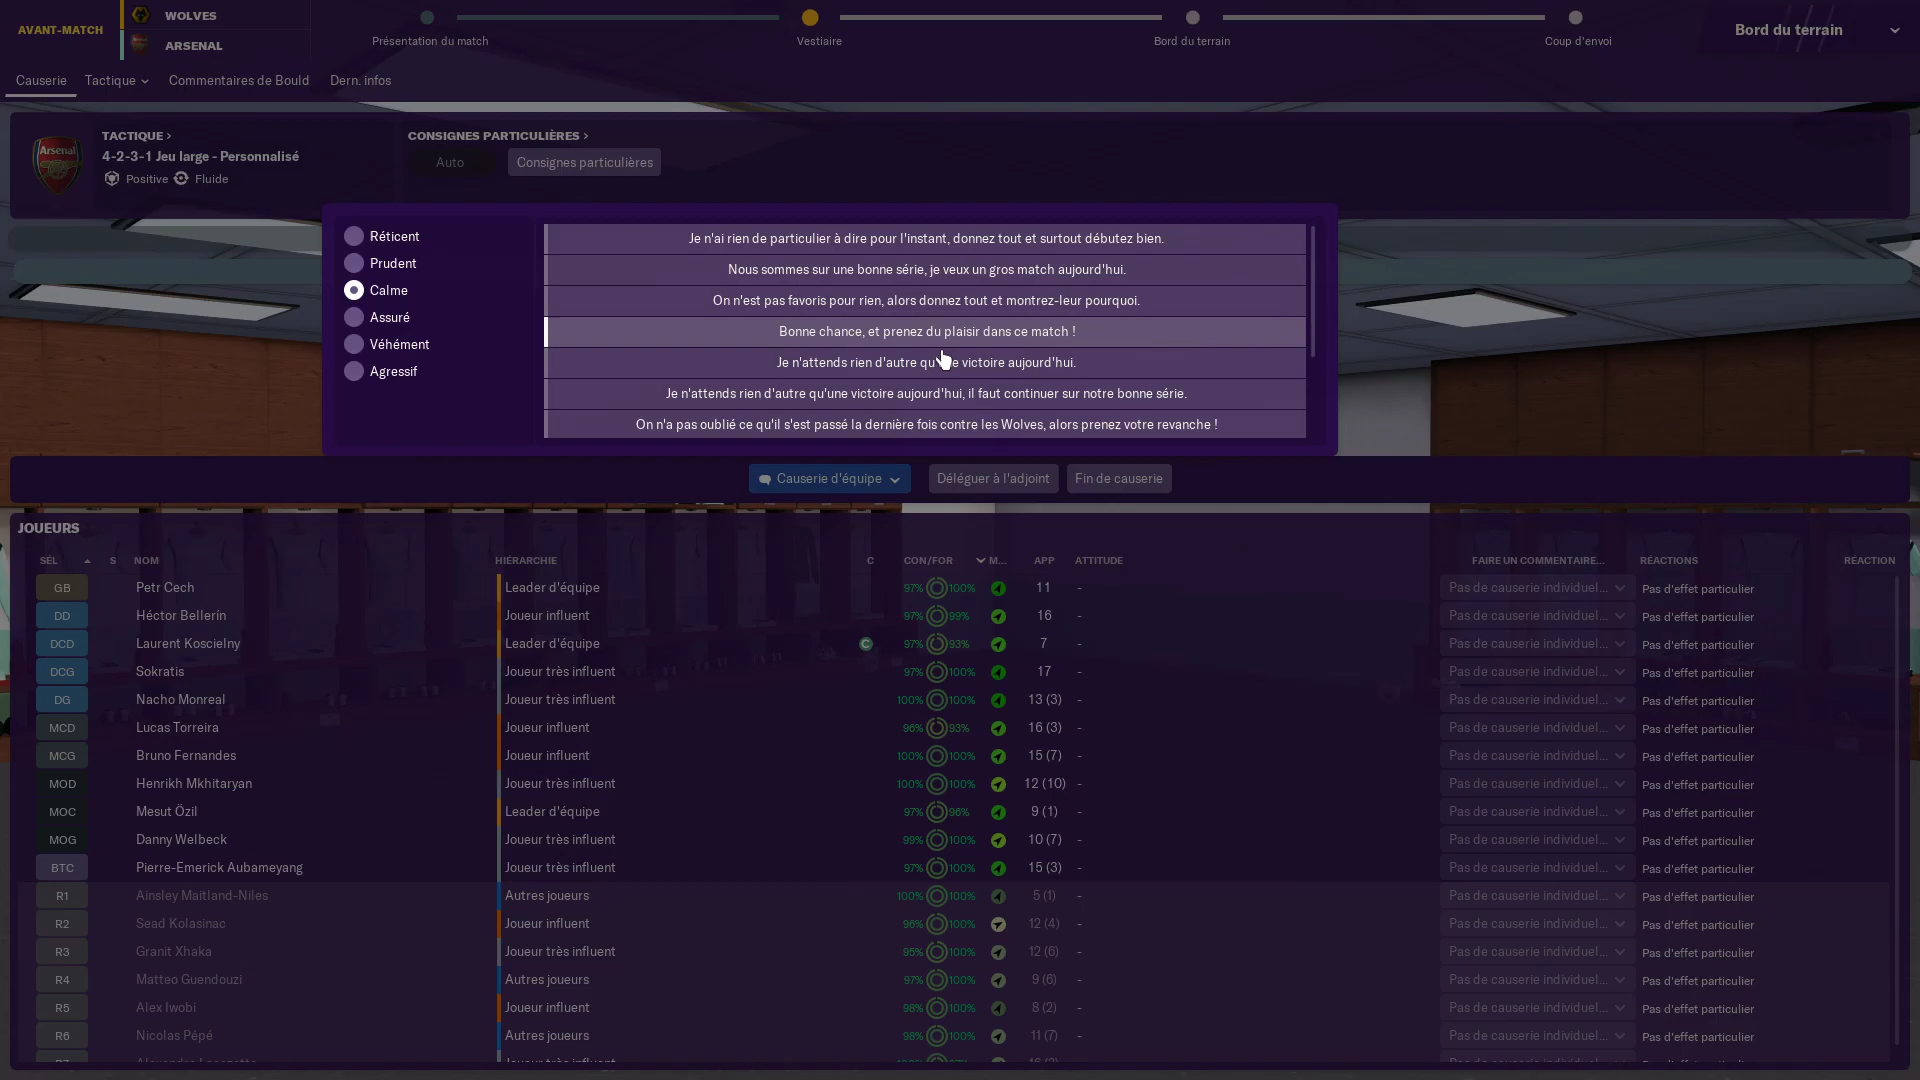 AVANT-MATCH
WOLVES
ARSENAL
Présentation du match
Vestiaire
Bord du terrain
Coup d'envoi
Bord du terrain
Causerie
Tactique
Commentaires de Bould
Dern. infos
Arsenal
TACTIQUE >
4-2-3-1 Jeu large - Personnalisé
Positive
Fluide
CONSIGNES PARTICULIÈRES >
Auto
Consignes particulières
Réticent
Prudent
Calme
Assuré
Véhément
Agressif
Je n'ai rien de particulier à dire pour l'instant, donnez tout et surtout débutez bien.
Nous sommes sur une bonne série, je veux un gros match aujourd'hui.
On n'est pas favoris pour rien, alors donnez tout et montrez-leur pourquoi.
Bonne chance, et prenez du plaisir dans ce match !
Je n'attends rien d'autre victoire aujourd'hui.
Je n'attends rien d'autre qu'une victoire aujourd'hui, il faut continuer sur notre bonne série.
On n'a pas oublié ce qu'il s'est passé la dernière fois contre les Wolves, alors prenez votre revanche !
Causerie d'équipe
Déléguer à l'adjoint
Fin de causerie
JOUEURS
SÉL S NOM HIÉRARCHIE C CON/FOR M... APP ATTITUDE FAIRE UN COMMENTAIRE... RÉACTIONS RÉACTION
GB Petr Cech Leader d'équipe 97% 100% 11 - Pas de causerie individuel... Pas d'effet particulier
DD Héctor Bellerín Joueur influent 97% 99% 16 - Pas de causerie individuel... Pas d'effet particulier
DCD Laurent Koscielny Leader d'équipe C 97% 93% 7 - Pas de causerie individuel... Pas d'effet particulier
DCG Sokratis Joueur très influent 97% 100% 17 - Pas de causerie individuel... Pas d'effet particulier
DG Nacho Monreal Joueur très influent 100% 100% 13 (3) - Pas de causerie individuel... Pas d'effet particulier
MCD Lucas Torreira Joueur influent 96% 93% 16 (3) - Pas de causerie individuel... Pas d'effet particulier
MCG Bruno Fernandes Joueur influent 100% 100% 15 (7) - Pas de causerie individuel... Pas d'effet particulier
MOD Henrikh Mkhitaryan Joueur très influent 100% 100% 12 (10) - Pas de causerie individuel... Pas d'effet particulier
MOC Mesut Özil Leader d'équipe 97% 96% 9 (1) - Pas de causerie individuel... Pas d'effet particulier
MOG Danny Welbeck Joueur très influent 99% 100% 10 (7) - Pas de causerie individuel... Pas d'effet particulier
BTC Pierre-Emerick Aubameyang Joueur très influent 97% 100% 15 (3) - Pas de causerie individuel... Pas d'effet particulier
R1 Ainsley Maitland-Niles Autres joueurs 100% 100% 5 (1) - Pas de causerie individuel... Pas d'effet particulier
R2 Sead Kolasinac Joueur influent 96% 100% 12 (4) - Pas de causerie individuel... Pas d'effet particulier
R3 Granit Xhaka Joueur très influent 95% 100% 12 (6) - Pas de causerie individuel... Pas d'effet particulier
R4 Matteo Guendouzi Autres joueurs 97% 100% 9 (6) - Pas de causerie individuel... Pas d'effet particulier
R5 Alex Iwobi Joueur influent 98% 100% 8 (2) - Pas de causerie individuel... Pas d'effet particulier
R6 Nicolas Pépé Autres joueurs 98% 100% 11 (7) - Pas de causerie individuel... Pas d'effet particulier